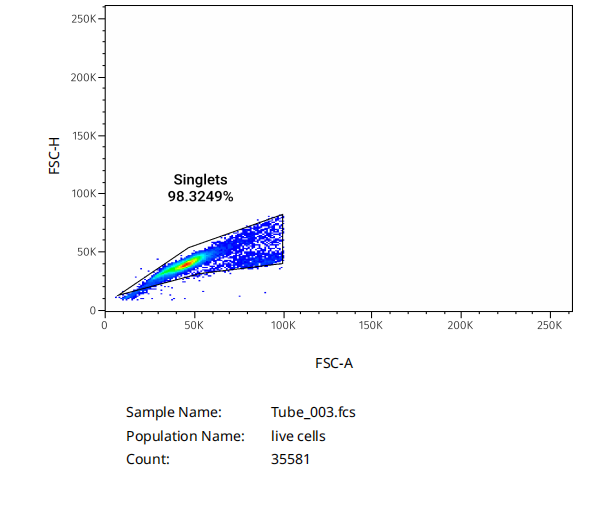 250K
200K
FSC-H
150K
Singlets
98.3249%
100K
50K
0
0 50K 100K 150K 200K 250K
FSC-A
Sample Name: Tube_003.fcs
Population Name: live cells
Count: 35581